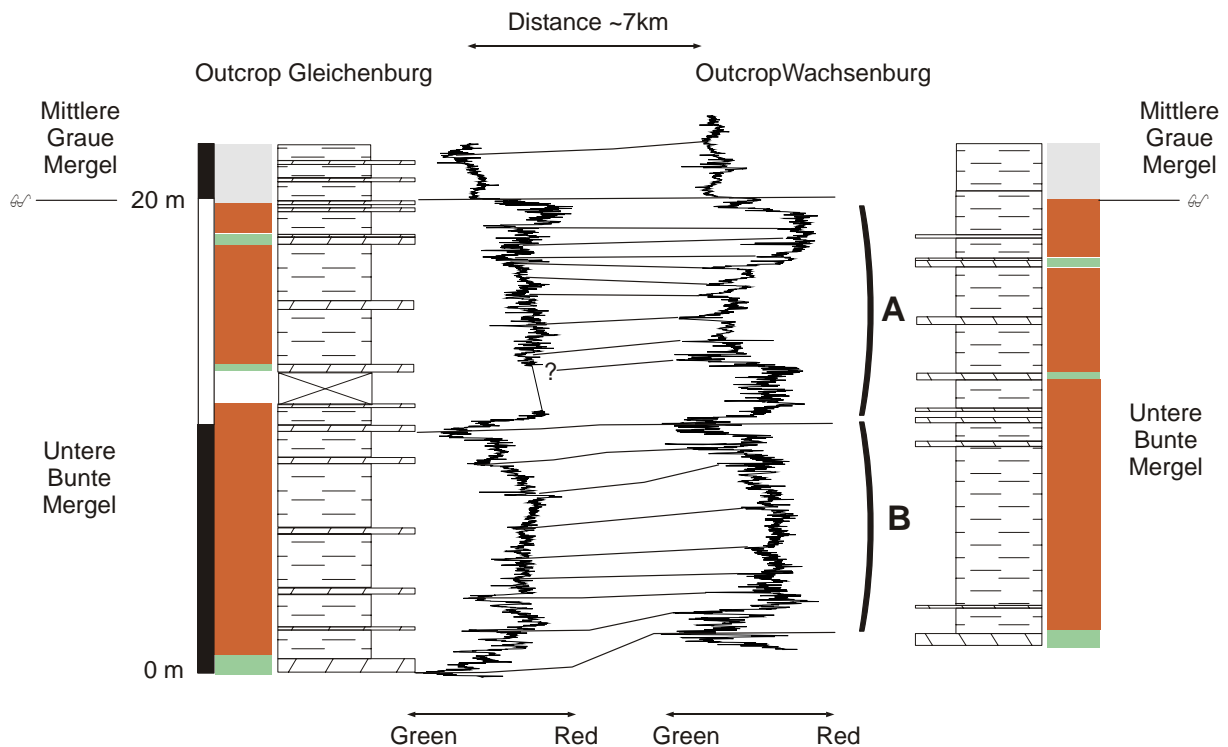 Distance ~7km
Outcrop Gleichenburg
OutcropWachsenburg
Mittlere
Graue
Mergel
Mittlere
Graue
Mergel
20 m
A
?
Untere
Bunte
Mergel
Untere
Bunte
Mergel
B
0 m
Green
Red
Green
Red